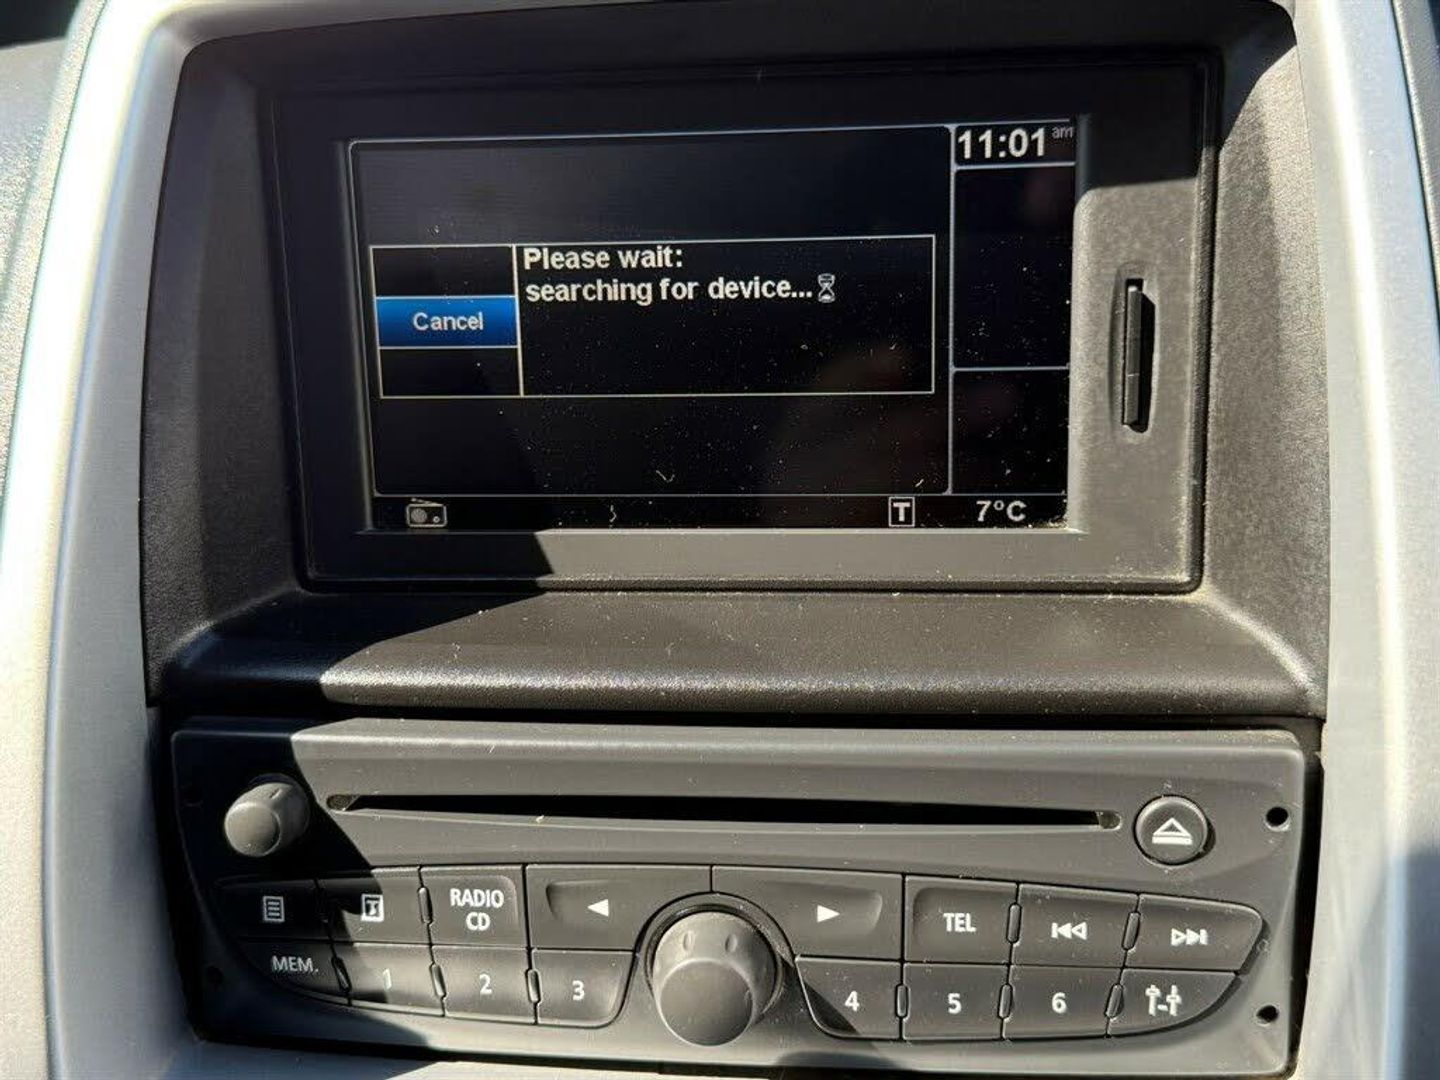 11:01 am
Please wait:
searching for device...
Cancel
T
7°C
RADIO
CD
TEL
MEM.
1
2
3
4
5
6